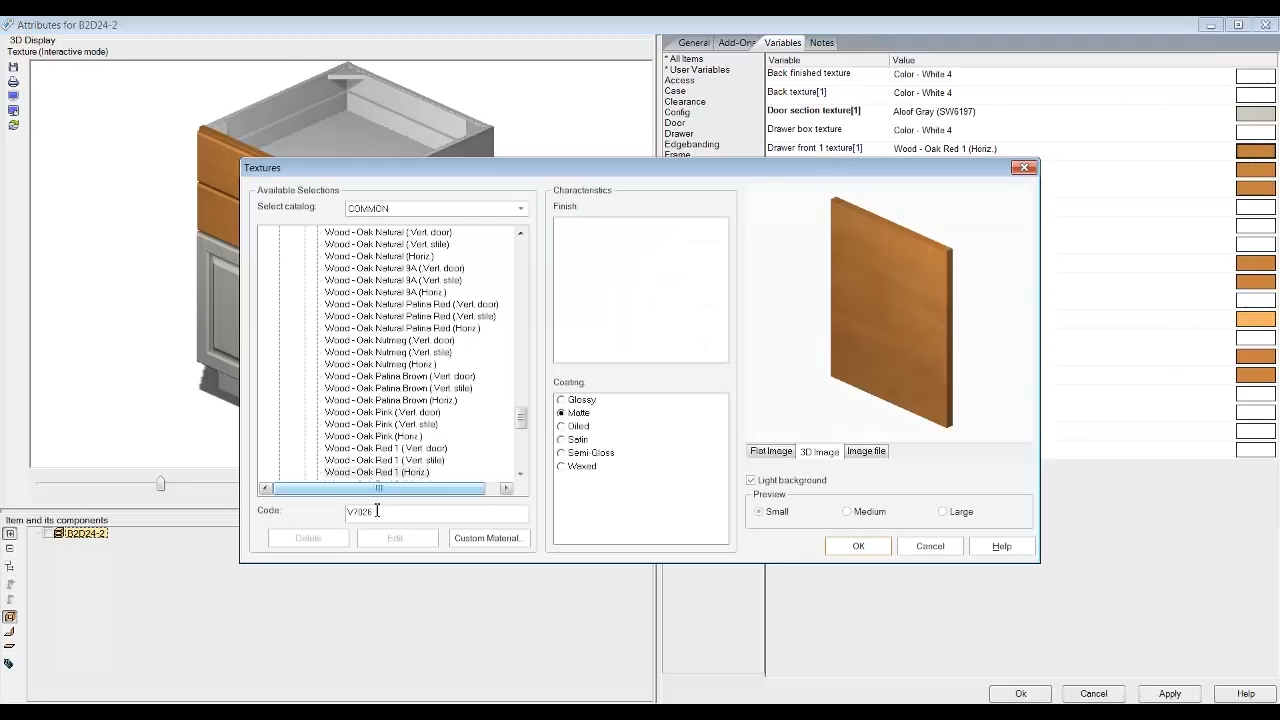 Attributes for B2D24-2
3D Display
Texture (Interactive mode)
General Add-Ons Variables Notes
* All Items
* User Variables
Access
Case
Clearance
Config
Door
Drawer
Edgebanding
Frame
Variable Value
Back finished texture Color - White 4
Back texture[1] Color - White 4
Door section texture[1] Aloof Gray (SW6197)
Drawer box texture Color - White 4
Drawer front 1 texture[1] Wood - Oak Red 1 (Horiz.)
Textures
Available Selections
Select catalog: COMMON
Wood - Oak Natural (.Vert. door)
Wood - Oak Natural (.Vert. stile)
Wood - Oak Natural (Horiz.)
Wood - Oak Natural 9A (.Vert. door)
Wood - Oak Natural 9A (.Vert. stile)
Wood - Oak Natural 9A (Horiz.)
Wood - Oak Natural Patina Red (.Vert. door)
Wood - Oak Natural Patina Red (.Vert. stile)
Wood - Oak Natural Patina Red (Horiz.)
Wood - Oak Nutmeg (.Vert. door)
Wood - Oak Nutmeg (.Vert. stile)
Wood - Oak Nutmeg (Horiz.)
Wood - Oak Patina Brown (.Vert. door)
Wood - Oak Patina Brown (.Vert. stile)
Wood - Oak Patina Brown (Horiz.)
Wood - Oak Pink (.Vert. door)
Wood - Oak Pink (.Vert. stile)
Wood - Oak Pink (Horiz.)
Wood - Oak Red 1 (.Vert. door)
Wood - Oak Red 1 (.Vert. stile)
Wood - Oak Red 1 (Horiz.)
Code: V7026
Delete Edit... Custom Material...
Characteristics
Finish:
Coating:
Glossy
Matte
Oiled
Satin
Semi-Gloss
Waxed
Flat Image 3D Image Image file
Light background
Preview
Small Medium Large
OK Cancel Help
Item and its components
B2D24-2
Ok Cancel Apply Help